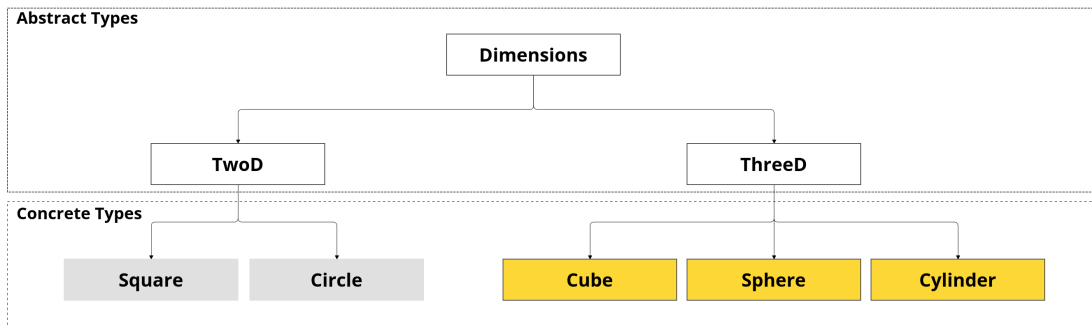 Abstract Types
Dimensions
TwoD
ThreeD
Concrete Types
Square
Circle
Cube
Sphere
Cylinder